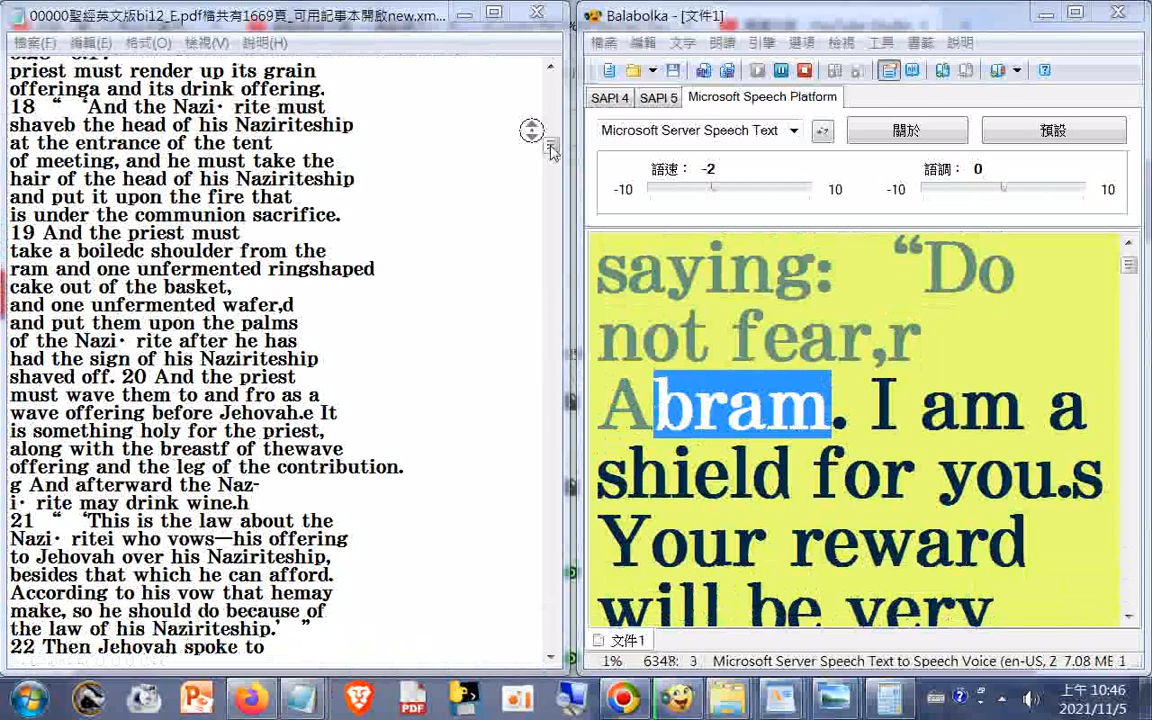 00000聖經英文版bi12_E.pdf檔共有1669頁_可用記事本開啟new.xm...
檔案(F) 編輯(E) 格式(O) 檢視(V) 說明(H)
priest must render up its grain
offeringa and its drink offering.
18 “ ‘And the Nazi· rite must
shaveb the head of his Naziriteship
at the entrance of the tent
of meeting, and he must take the
hair of the head of his Naziriteship
and put it upon the fire that
is under the communion sacrifice.
19 And the priest must
take a boiledc shoulder from the
ram and one unfermented ringshaped
cake out of the basket,
and one unfermented wafer,d
and put them upon the palms
of the Nazi· rite after he has
had the sign of his Naziriteship
shaved off. 20 And the priest
must wave them to and fro as a
wave offering before Jehovah.e It
is something holy for the priest,
along with the breastf of thewave
offering and the leg of the contribution.
g And afterward the Naz-
i· rite may drink wine.h
21 “ ‘This is the law about the
Nazi· ritei who vows—his offering
to Jehovah over his Naziriteship,
besides that which he can afford.
According to his vow that hemay
make, so he should do because of
the law of his Naziriteship.’ ”
22 Then Jehovah spoke to
Balabolka - [文件1]
檔案 編輯 文字 朗讀 引擎 選項 檢視 工具 書籤 說明
SAPI 4 SAPI 5 Microsoft Speech Platform
Microsoft Server Speech Text 關於 預設
語速: -2 語調: 0
-10 10 -10 10
saying: “Do
not fear,r
Abram. I am a
shield for you.s
Your reward
will be very
文件1
1% 6348: 3 Microsoft Server Speech Text to Speech Voice (en-US, Z 7.08 ME 1
PDF
上午 10:46
2021/11/5